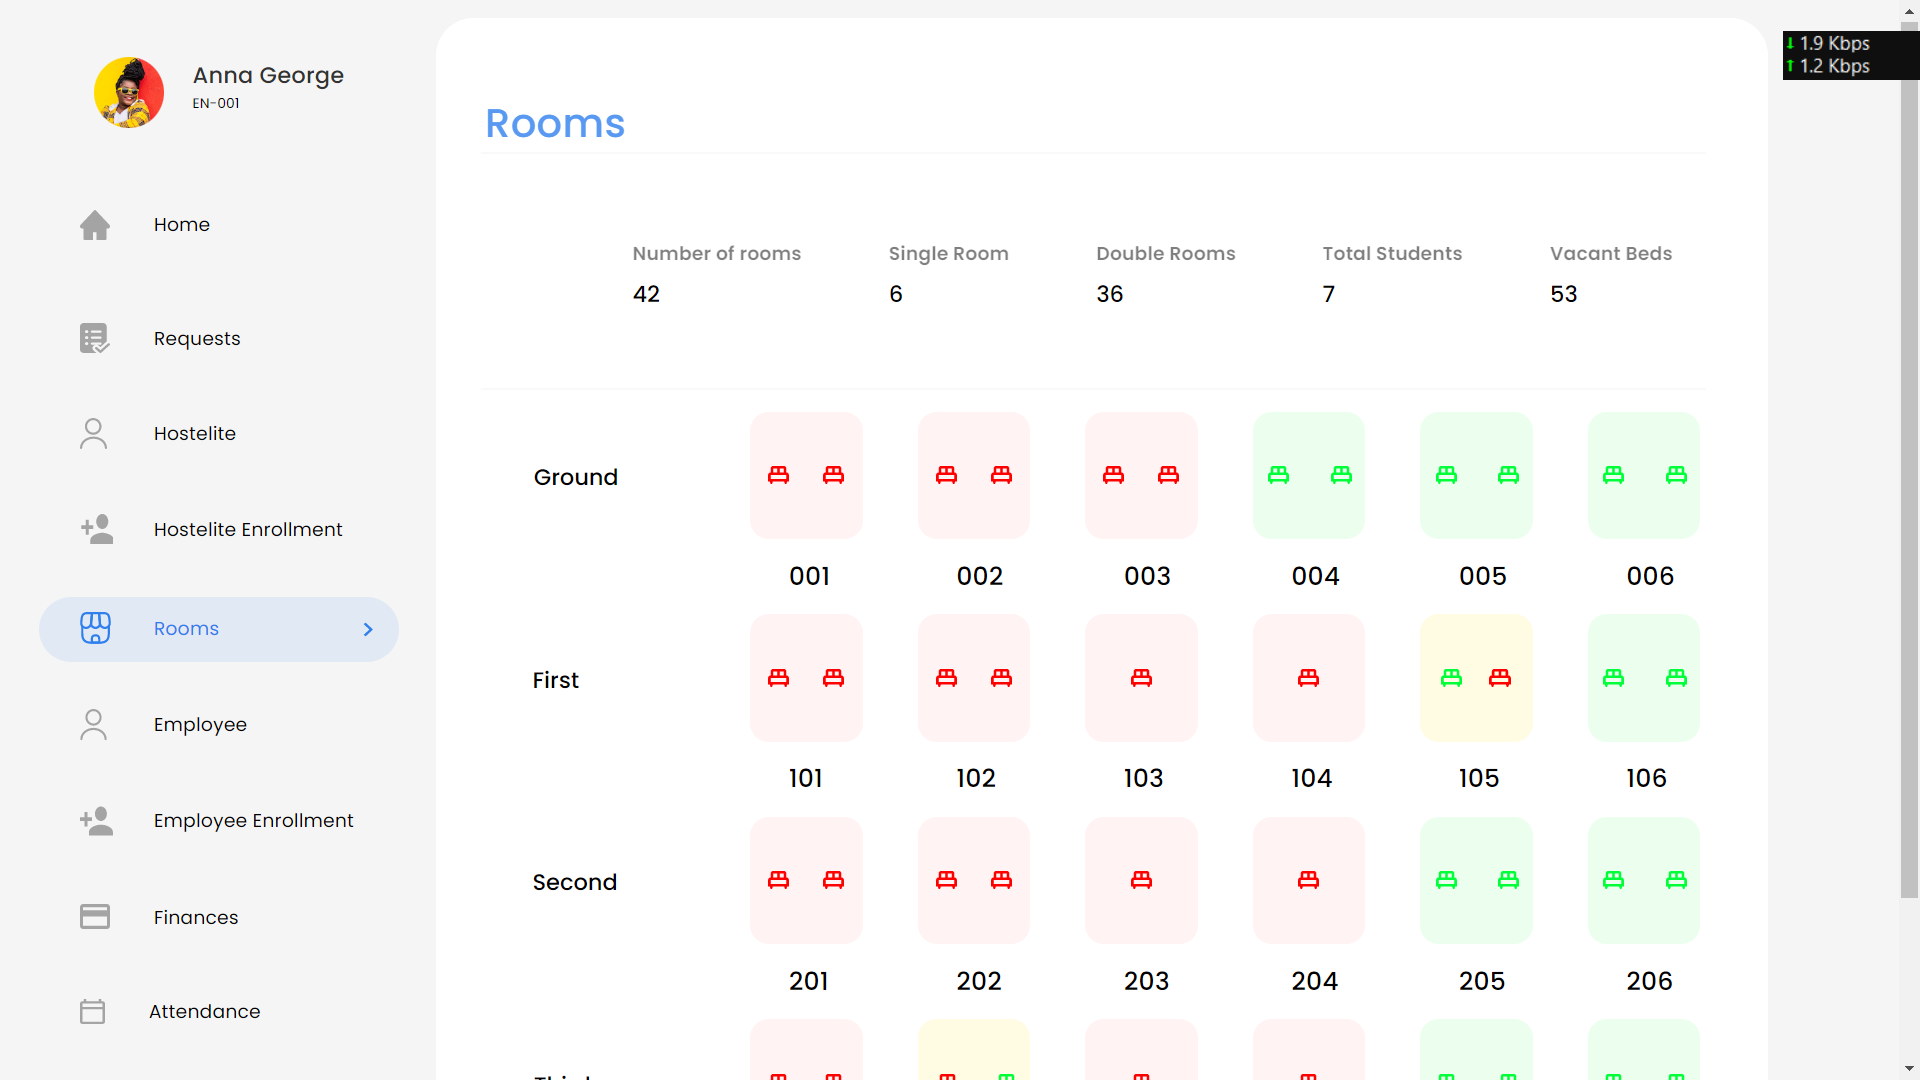 Anna George
EN-001
Home
Requests
Hostelite
Hostelite Enrollment
Rooms
Employee
Employee Enrollment
Finances
Attendance
Rooms
Number of rooms Single Room Double Rooms Total Students Vacant Beds
42 6 36 7 53
Ground
001 002 003 004 005 006
First
101 102 103 104 105 106
Second
201 202 203 204 205 206
1.9 Kbps
1.2 Kbps